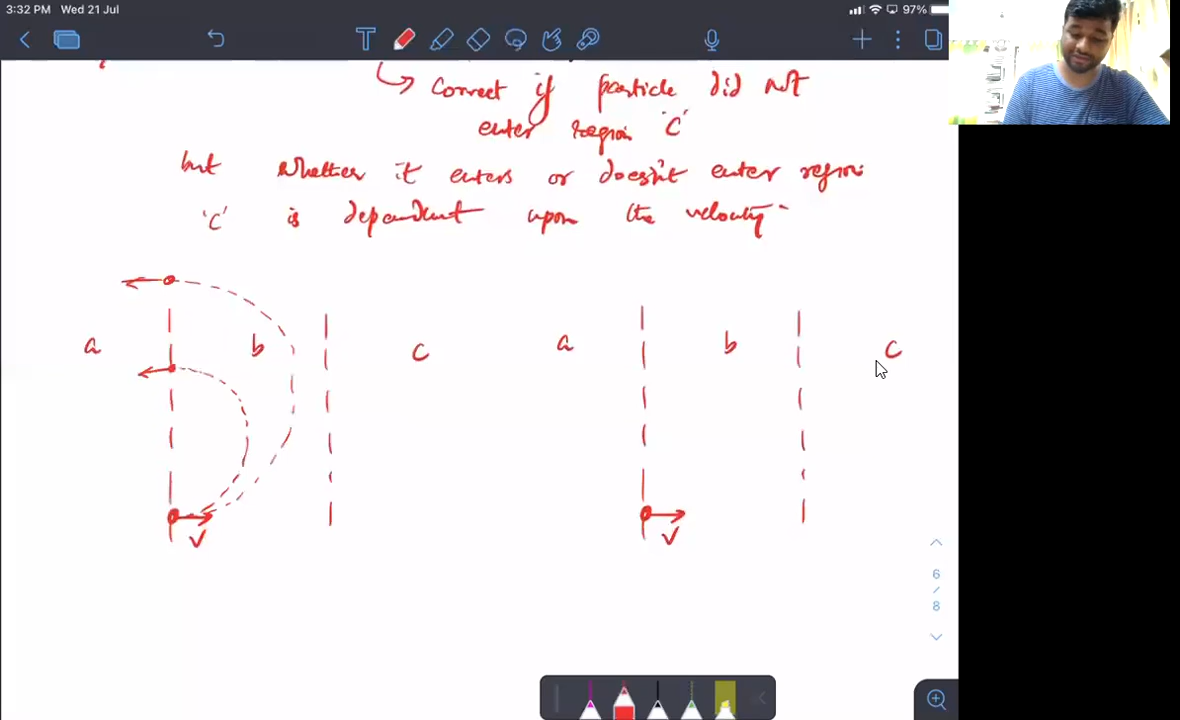 3:32 PM Wed 21 Jul
97%
T
Correct if particle did not
enter region 'C'
but whether it enters or doesn't enter region
'C' is dependent upon the velocity
a b c a b c
v v
6
/
8